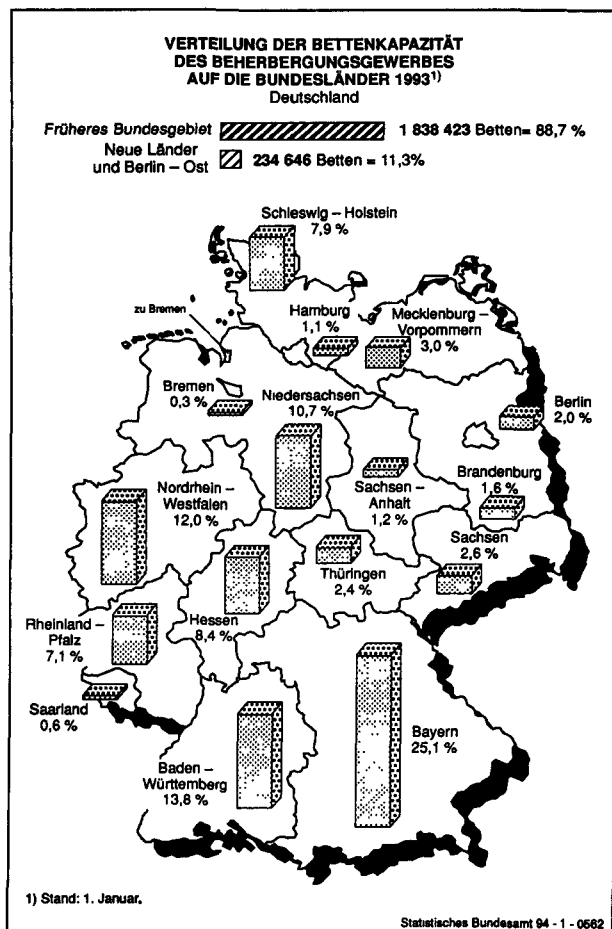 VERTEILUNG DER BETTENKAPAZITÄT
DES BEHERBERGUNGSGEWERBES
AUF DIE BUNDESLÄNDER 1993¹⁾
Deutschland
Früheres Bundesgebiet 1 838 423 Betten= 88,7 %
Neue Länder
und Berlin – Ost 234 646 Betten = 11,3%
Schleswig – Holstein
7,9 %
zu Bremen
Hamburg
1,1 %
Mecklenburg –
Vorpommern
3,0 %
Bremen
0,3 %
Niedersachsen
10,7 %
Berlin
2,0 %
Nordrhein –
Westfalen
12,0 %
Sachsen –
Anhalt
1,2 %
Brandenburg
1,6 %
Sachsen
2,6 %
Thüringen
2,4 %
Hessen
8,4 %
Rheinland –
Pfalz
7,1 %
Saarland
0,6 %
Baden –
Württemberg
13,8 %
Bayern
25,1 %
1) Stand: 1. Januar.
Statistisches Bundesamt 94 - 1 - 0562